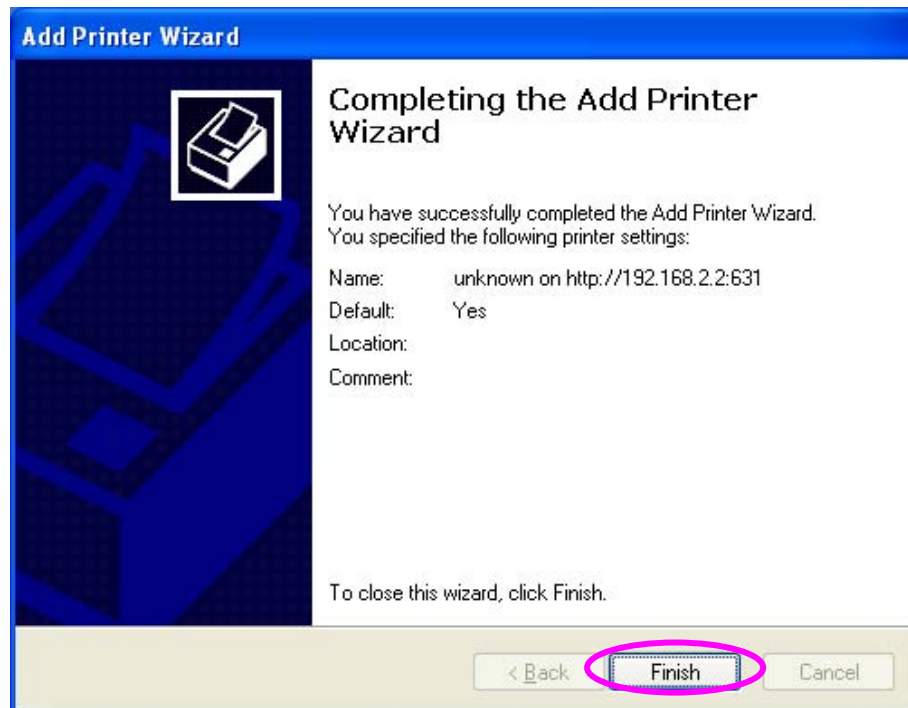 Add Printer Wizard
Completing the Add Printer
Wizard
You have successfully completed the Add Printer Wizard.
You specified the following printer settings:
Name: unknown on http://192.168.2.2:631
Default: Yes
Location:
Comment:
To close this wizard, click Finish.
< Back Finish Cancel